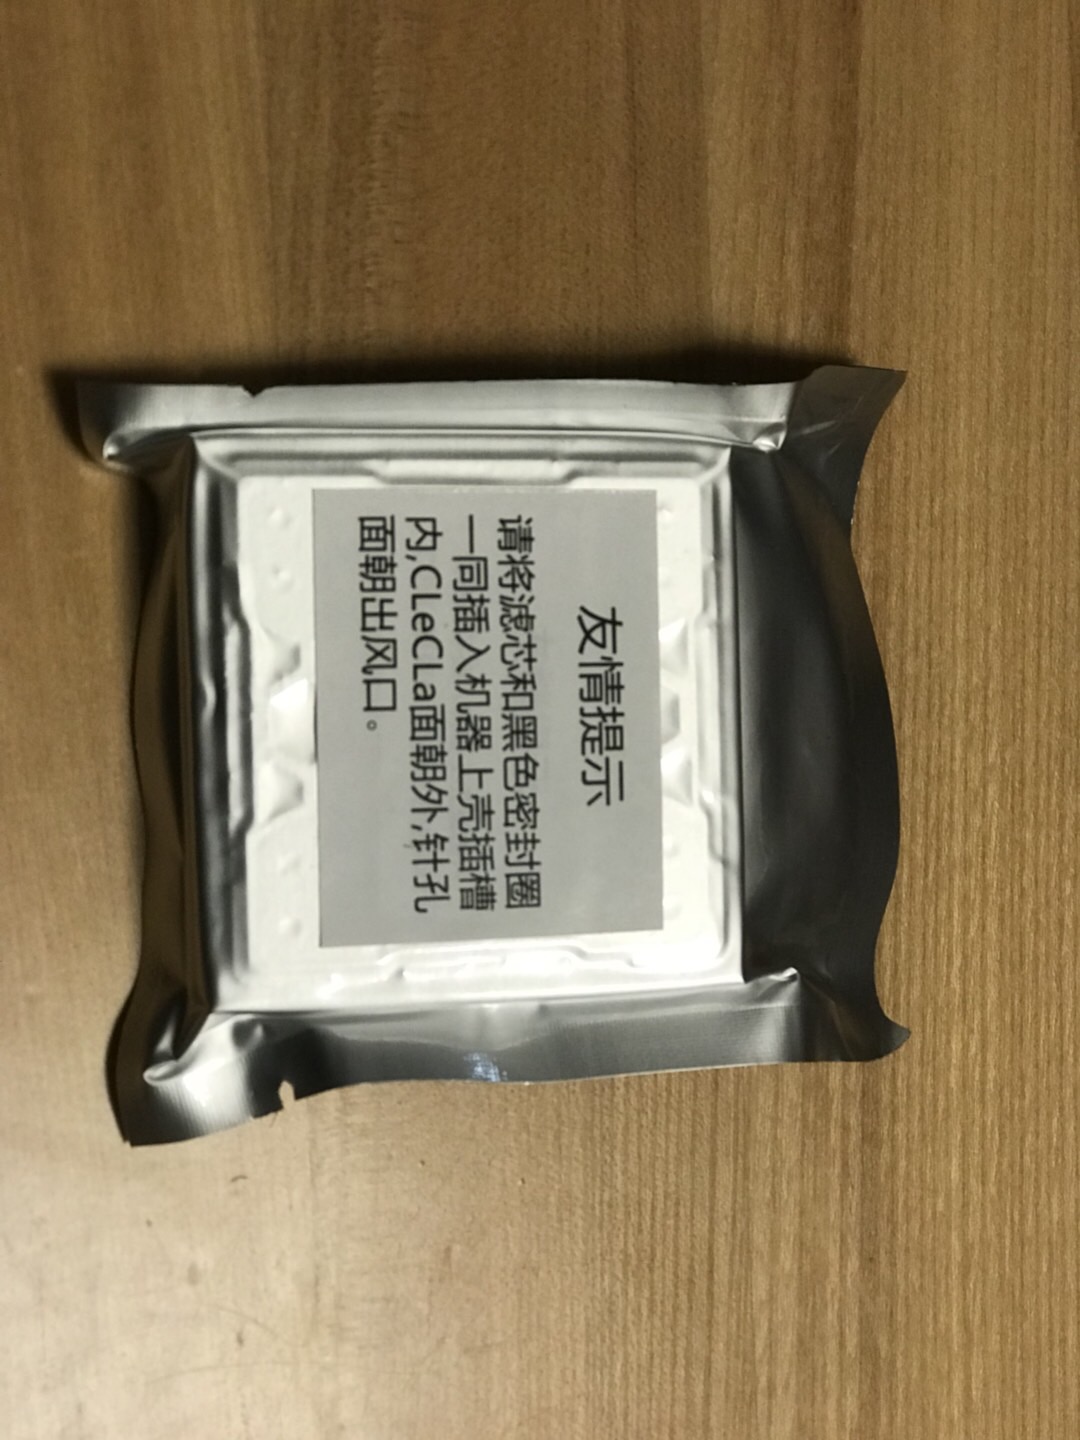 友情提示
请将滤芯和黑色密封圈
一同插入机器上壳插槽
内,CLeCLa面朝外,针孔
面朝出风口。